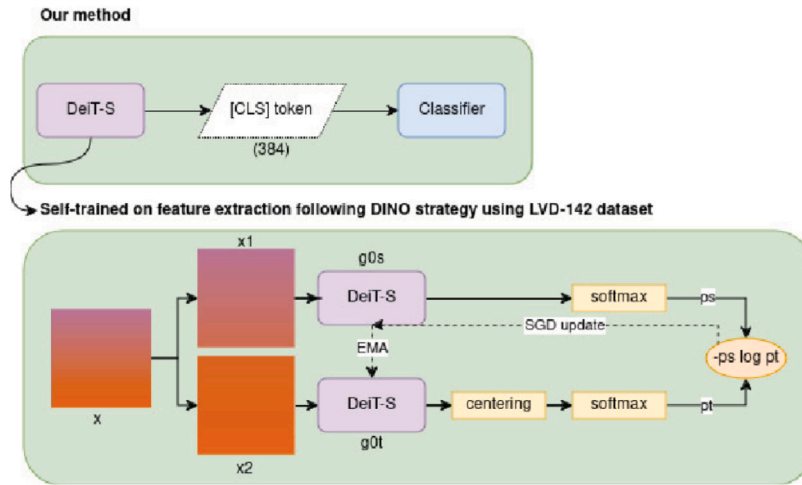 Our method
DeiT-S
[CLS] token
Classifier
(384)
Self-trained on feature extraction following DINO strategy using LVD-142 dataset
x1
g0s
DeiT-S
softmax
ps
SGD update
x
EMA
-ps log pt
DeiT-S
centering
softmax
pt
x2
g0t